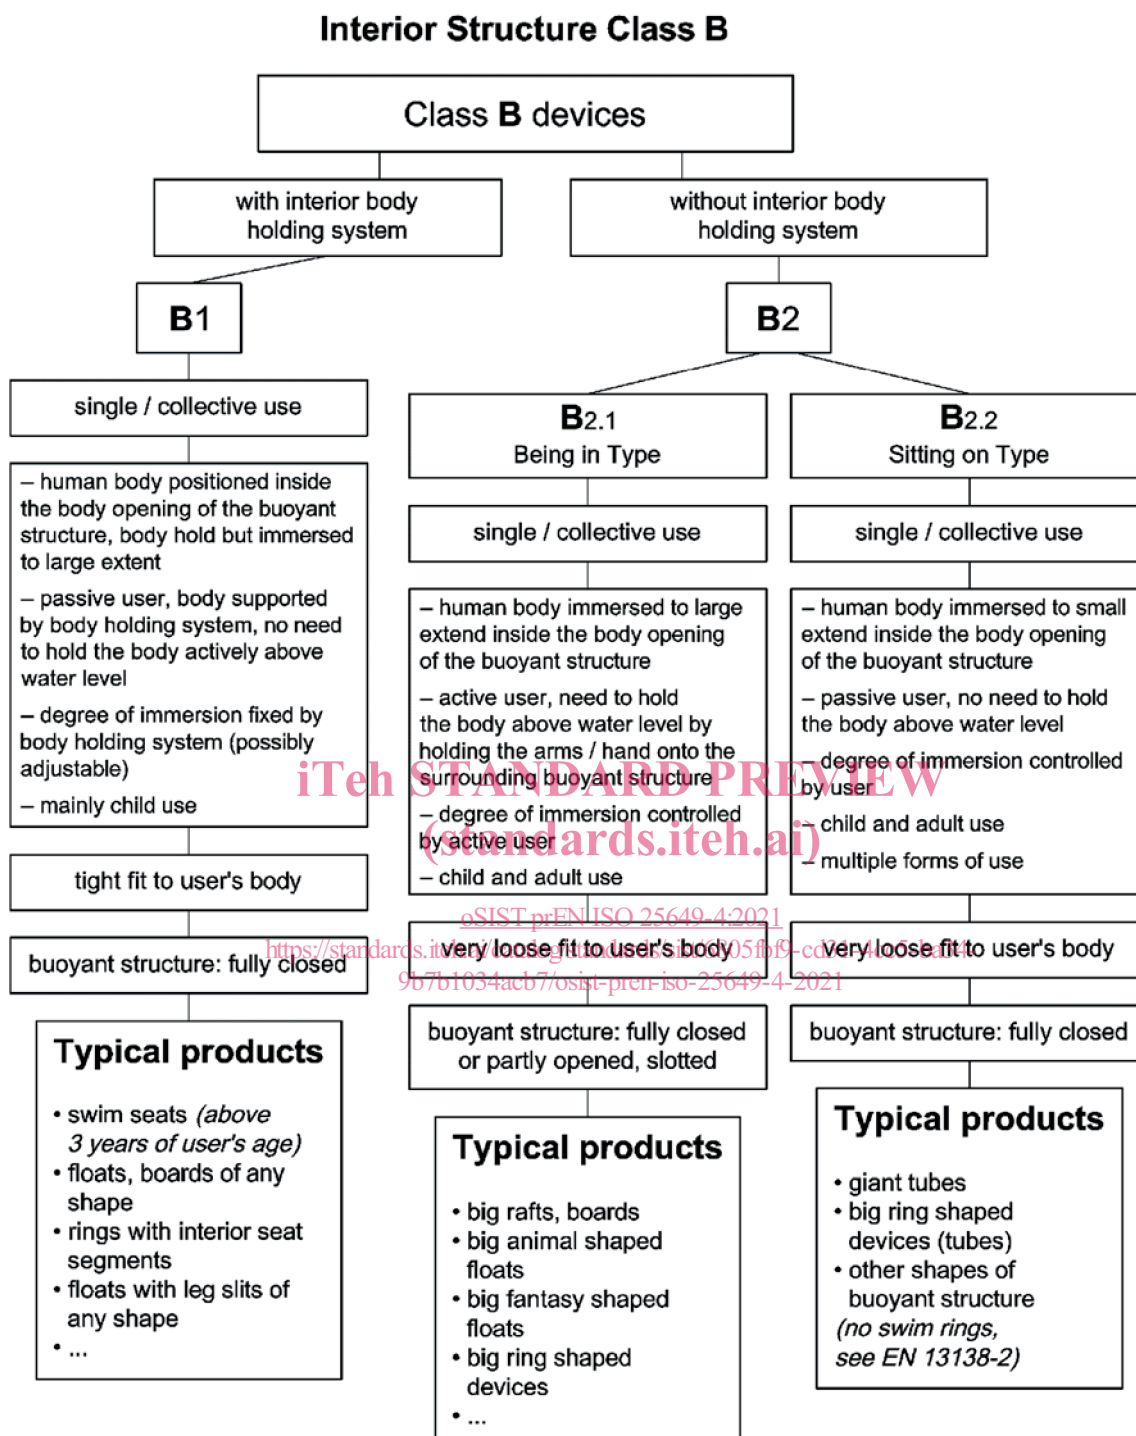 Interior Structure Class B
Class B devices
with interior body
holding system
without interior body
holding system
B1
B2
single / collective use
– human body positioned inside
the body opening of the buoyant
structure, body hold but immersed
to large extent
– passive user, body supported
by body holding system, no need
to hold the body actively above
water level
– degree of immersion fixed by
body holding system (possibly
adjustable)
– mainly child use
tight fit to user's body
buoyant structure: fully closed
Typical products
• swim seats (above
3 years of user's age)
• floats, boards of any
shape
• rings with interior seat
segments
• floats with leg slits of
any shape
• ...
B2.1
Being in Type
single / collective use
– human body immersed to large
extend inside the body opening
of the buoyant structure
– active user, need to hold
the body above water level by
holding the arms / hand onto the
surrounding buoyant structure
– degree of immersion controlled
by active user
– child and adult use
very loose fit to user's body
buoyant structure: fully closed
or partly opened, slotted
Typical products
• big rafts, boards
• big animal shaped
floats
• big fantasy shaped
floats
• big ring shaped
devices
• ...
B2.2
Sitting on Type
single / collective use
– human body immersed to small
extend inside the body opening
of the buoyant structure
– passive user, no need to hold
the body above water level
– degree of immersion controlled
by user
– child and adult use
– multiple forms of use
very loose fit to user's body
buoyant structure: fully closed
Typical products
• giant tubes
• big ring shaped
devices (tubes)
• other shapes of
buoyant structure
(no swim rings,
see EN 13138-2)
iTeh STANDARD PREVIEW
(standards.iteh.ai)
oSIST prEN ISO 25649-4:2021
9b7b1034acb7/osist-pren-iso-25649-4-2021